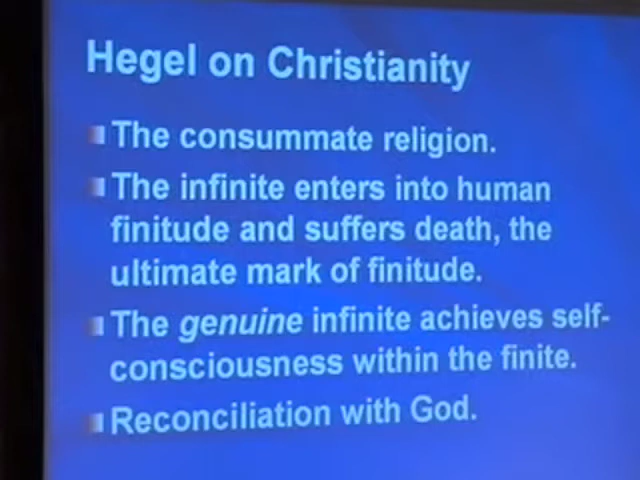 Hegel on Christianity
The consummate religion.
The infinite enters into human
finitude and suffers death, the
ultimate mark of finitude.
The genuine infinite achieves self-
consciousness within the finite.
Reconciliation with God.